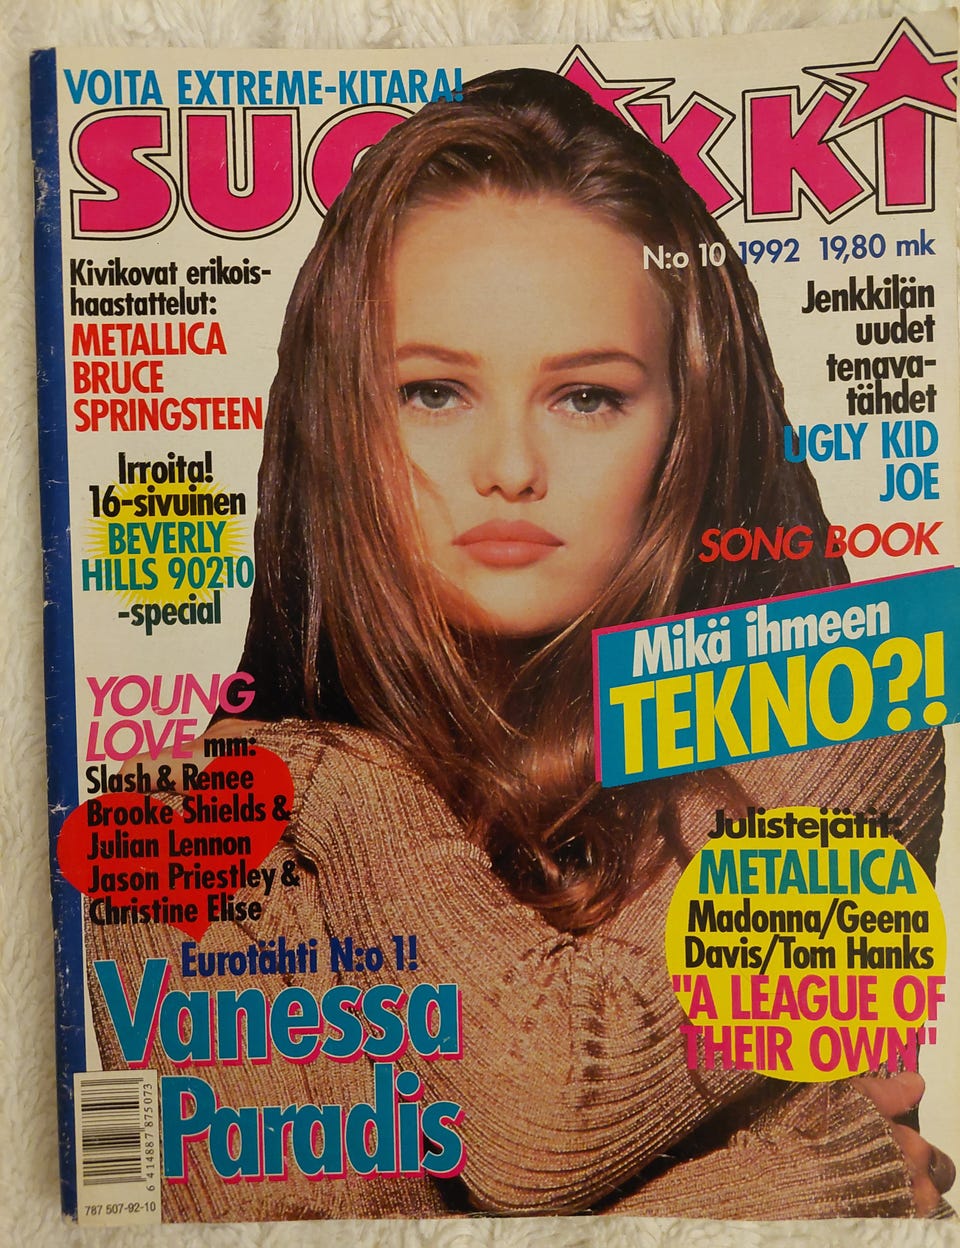 VOITA EXTREME-KITARA!
SUOSIKKI
N:o 10 1992 19,80 mk
Kivikovat erikois-
haastattelut:
METALLICA
BRUCE
SPRINGSTEEN
Irroita!
16-sivuinen
BEVERLY
HILLS 90210
-special
YOUNG
LOVE mm:
Slash & Renee
Brooke Shields &
Julian Lennon
Jason Priestley &
Christine Elise
Eurotähti N:o 1!
Vanessa
Paradis
Jenkkilän
uudet
tenava-
tähdet
UGLY KID
JOE
SONG BOOK
Mikä ihmeen
TEKNO?!
Julistejätit:
METALLICA
Madonna/Geena
Davis/Tom Hanks
"A LEAGUE OF
THEIR OWN"
6 414887 875073
787 507-92-10